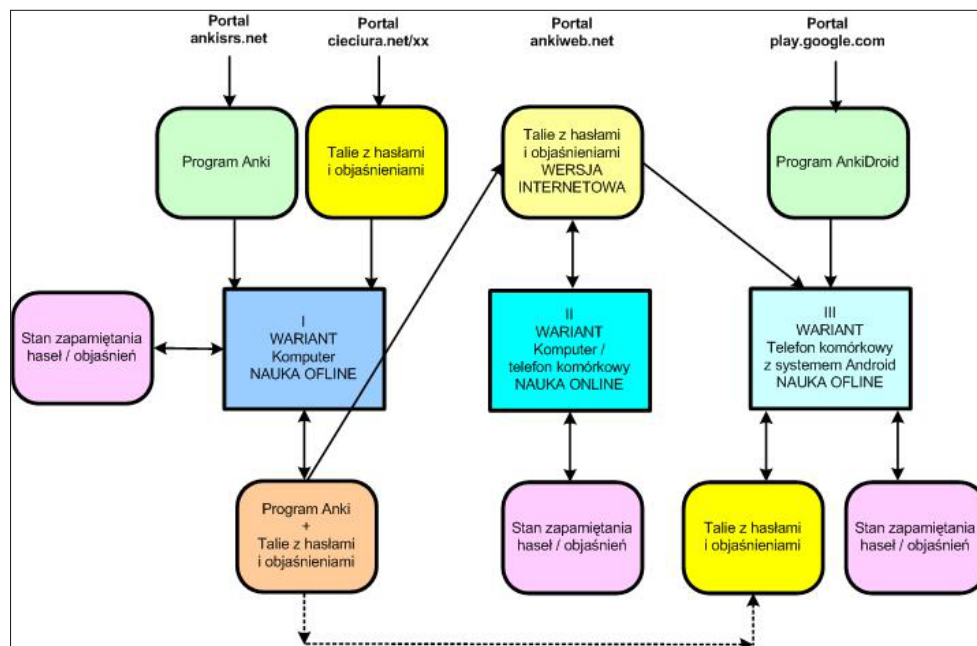 Portal
ankisrs.net
Portal
cieciura.net/xx
Portal
ankiweb.net
Portal
play.google.com
Program Anki
Talie z hasłami
i objaśnieniami
Talie z hasłami
i objaśnieniami
WERSJA
INTERNETOWA
Program AnkiDroid
Stan zapamiętania
haseł / objaśnień
I
WARIANT
Komputer
NAUKA OFLINE
II
WARIANT
Komputer /
telefon komórkowy
NAUKA ONLINE
III
WARIANT
Telefon komórkowy
z systemem Android
NAUKA OFLINE
Program Anki
+
Talie z hasłami
i objaśnieniami
Stan zapamiętania
haseł / objaśnień
Talie z hasłami
i objaśnieniami
Stan zapamiętania
haseł / objaśnień